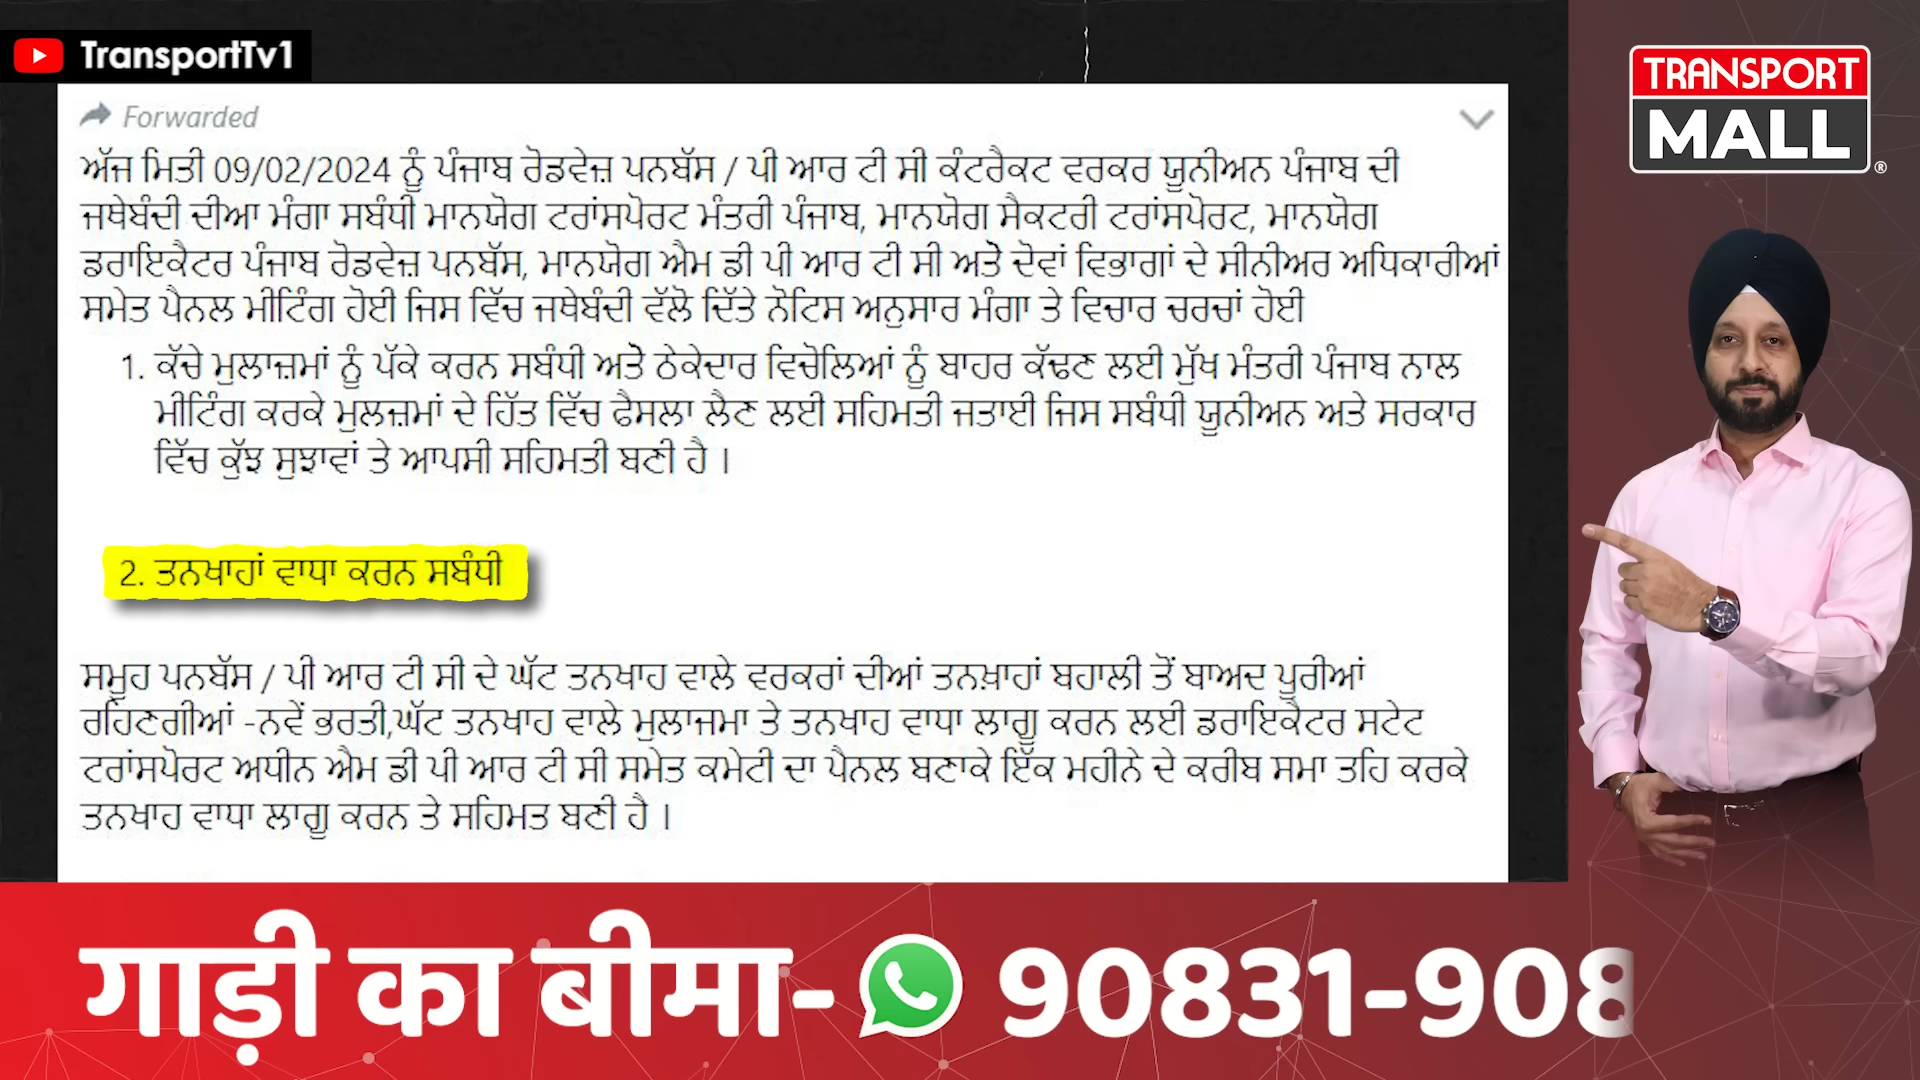 TransportTv1
TRANSPORT
MALL
®
Forwarded
ਅੱਜ ਮਿਤੀ 09/02/2024 ਨੂੰ ਪੰਜਾਬ ਰੋਡਵੇਜ਼ ਪਨਬੱਸ / ਪੀ ਆਰ ਟੀ ਸੀ ਕੰਟਰੈਕਟ ਵਰਕਰ ਯੂਨੀਅਨ ਪੰਜਾਬ ਦੀ
ਜਥੇਬੰਦੀ ਦੀਆ ਮੰਗਾ ਸਬੰਧੀ ਮਾਨਯੋਗ ਟਰਾਂਸਪੋਰਟ ਮੰਤਰੀ ਪੰਜਾਬ, ਮਾਨਯੋਗ ਸੈਕਟਰੀ ਟਰਾਂਸਪੋਰਟ, ਮਾਨਯੋਗ
ਡਰਾਇਕੈਟਰ ਪੰਜਾਬ ਰੋਡਵੇਜ਼ ਪਨਬੱਸ, ਮਾਨਯੋਗ ਐਮ ਡੀ ਪੀ ਆਰ ਟੀ ਸੀ ਅਤੇ ਦੋਵਾਂ ਵਿਭਾਗਾਂ ਦੇ ਸੀਨੀਅਰ ਅਧਿਕਾਰੀਆਂ
ਸਮੇਤ ਪੈਨਲ ਮੀਟਿੰਗ ਹੋਈ ਜਿਸ ਵਿੱਚ ਜਥੇਬੰਦੀ ਵੱਲੋ ਦਿੱਤੇ ਨੋਟਿਸ ਅਨੁਸਾਰ ਮੰਗਾ ਤੇ ਵਿਚਾਰ ਚਰਚਾਂ ਹੋਈ
1. ਕੱਚੇ ਮੁਲਾਜ਼ਮਾਂ ਨੂੰ ਪੱਕੇ ਕਰਨ ਸਬੰਧੀ ਅਤੇ ਠੇਕੇਦਾਰ ਵਿਚੋਲਿਆਂ ਨੂੰ ਬਾਹਰ ਕੱਢਣ ਲਈ ਮੁੱਖ ਮੰਤਰੀ ਪੰਜਾਬ ਨਾਲ
ਮੀਟਿੰਗ ਕਰਕੇ ਮੁਲਜ਼ਮਾਂ ਦੇ ਹਿੱਤ ਵਿੱਚ ਫੈਸਲਾ ਲੈਣ ਲਈ ਸਹਿਮਤੀ ਜਤਾਈ ਜਿਸ ਸਬੰਧੀ ਯੂਨੀਅਨ ਅਤੇ ਸਰਕਾਰ
ਵਿੱਚ ਕੁੱਝ ਸੁਝਾਵਾਂ ਤੇ ਆਪਸੀ ਸਹਿਮਤੀ ਬਣੀ ਹੈ ।
2. ਤਨਖਾਹਾਂ ਵਾਧਾ ਕਰਨ ਸਬੰਧੀ
ਸਮੂਹ ਪਨਬੱਸ / ਪੀ ਆਰ ਟੀ ਸੀ ਦੇ ਘੱਟ ਤਨਖਾਹ ਵਾਲੇ ਵਰਕਰਾਂ ਦੀਆਂ ਤਨਖ਼ਾਹਾਂ ਬਹਾਲੀ ਤੋਂ ਬਾਅਦ ਪੂਰੀਆਂ
ਰਹਿਣਗੀਆਂ -ਨਵੇਂ ਭਰਤੀ,ਘੱਟ ਤਨਖਾਹ ਵਾਲੇ ਮੁਲਾਜਮਾ ਤੇ ਤਨਖਾਹ ਵਾਧਾ ਲਾਗੂ ਕਰਨ ਲਈ ਡਰਾਇਕੈਟਰ ਸਟੇਟ
ਟਰਾਂਸਪੋਰਟ ਅਧੀਨ ਐਮ ਡੀ ਪੀ ਆਰ ਟੀ ਸੀ ਸਮੇਤ ਕਮੇਟੀ ਦਾ ਪੈਨਲ ਬਣਾਕੇ ਇੱਕ ਮਹੀਨੇ ਦੇ ਕਰੀਬ ਸਮਾ ਤਹਿ ਕਰਕੇ
ਤਨਖਾਹ ਵਾਧਾ ਲਾਗੂ ਕਰਨ ਤੇ ਸਹਿਮਤ ਬਣੀ ਹੈ ।
गाड़ी का बीमा- 90831-908